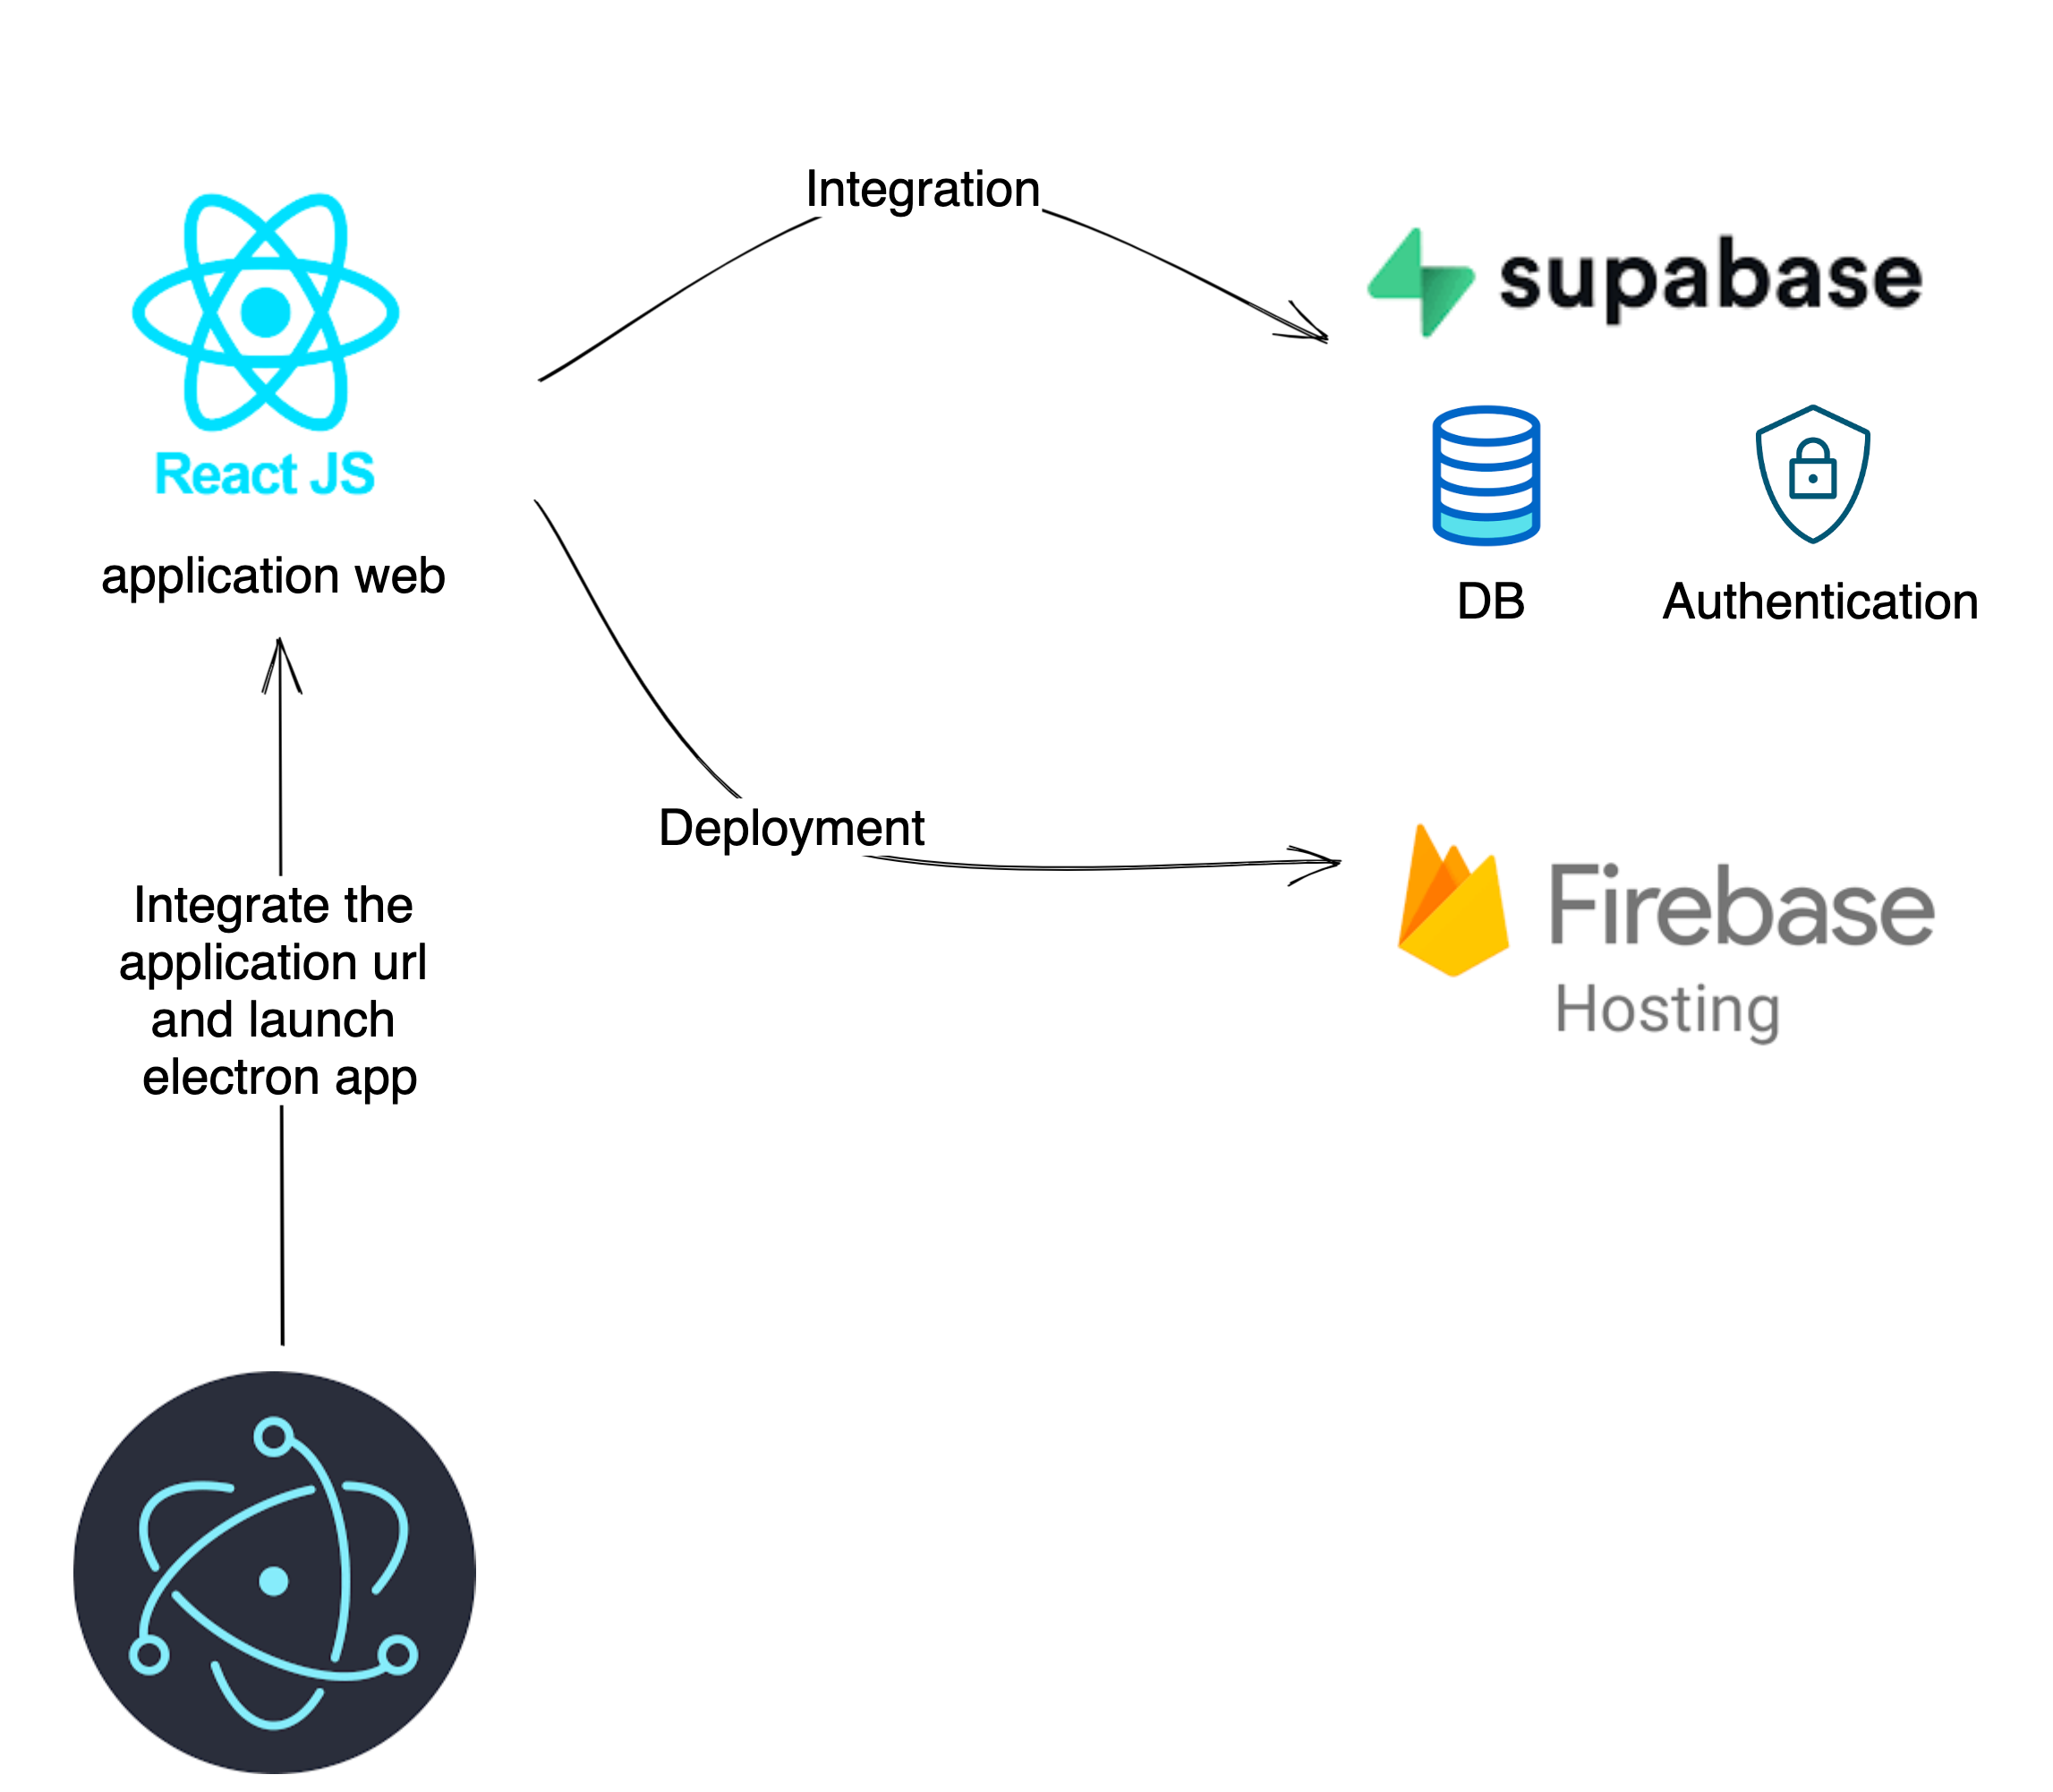 Integration
supabase
React JS
application web
DB
Authentication
Deployment
Firebase
Hosting
Integrate the
application url
and launch
electron app